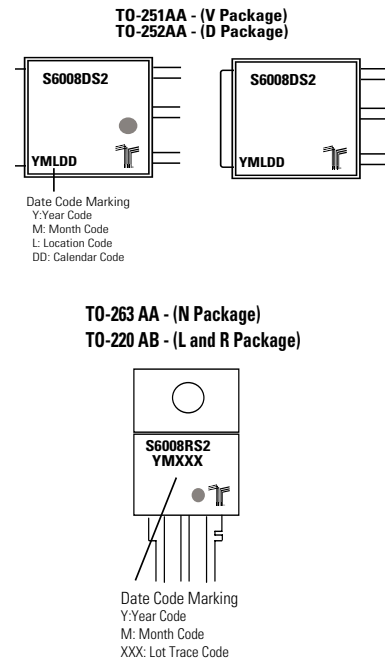 TO-251AA - (V Package)
TO-252AA - (D Package)
S6008DS2
YMLDD
S6008DS2
YMLDD
Date Code Marking
Y:Year Code
M: Month Code
L: Location Code
DD: Calendar Code
TO-263 AA - (N Package)
TO-220 AB - (L and R Package)
S6008RS2
YMXXX
Date Code Marking
Y:Year Code
M: Month Code
XXX: Lot Trace Code